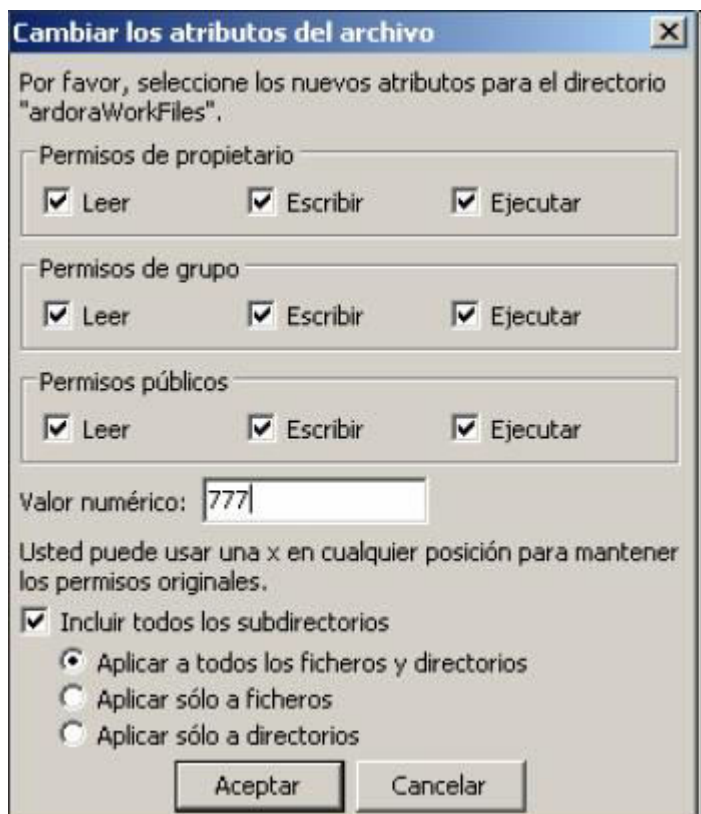 Cambiar los atributos del archivo
Por favor, seleccione los nuevos atributos para el directorio
"ardoraWorkFiles".
Permisos de propietario
Leer Escribir Ejecutar
Permisos de grupo
Leer Escribir Ejecutar
Permisos públicos
Leer Escribir Ejecutar
Valor numérico: 777
Usted puede usar una x en cualquier posición para mantener
los permisos originales.
Incluir todos los subdirectorios
Aplicar a todos los ficheros y directorios
Aplicar sólo a ficheros
Aplicar sólo a directorios
Aceptar Cancelar